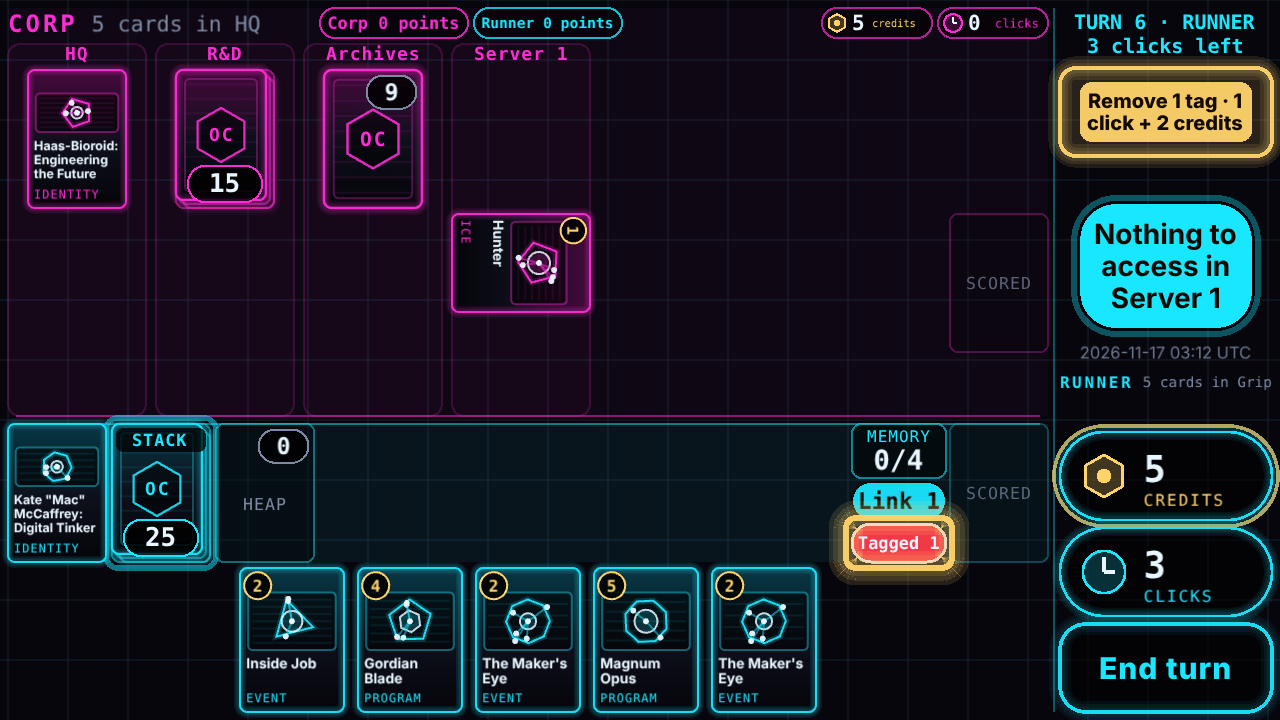 CORP 5 cards in HQ
Corp 0 points
Runner 0 points
5 credits
0 clicks
TURN 6 · RUNNER
3 clicks left
HQ
R&D
Archives
Server 1
Haas-Bioroid:
Engineering
the Future
IDENTITY
OC
15
9
OC
ICE
Hunter
1
SCORED
Remove 1 tag · 1
click + 2 credits
Nothing to
access in
Server 1
2026-11-17 03:12 UTC
RUNNER 5 cards in Grip
Kate "Mac"
McCaffrey:
Digital Tinker
IDENTITY
STACK
OC
25
0
HEAP
MEMORY
0/4
Link 1
Tagged 1
SCORED
5
CREDITS
3
CLICKS
End turn
2
Inside Job
EVENT
4
Gordian
Blade
PROGRAM
2
The Maker's
Eye
EVENT
5
Magnum
Opus
PROGRAM
2
The Maker's
Eye
EVENT